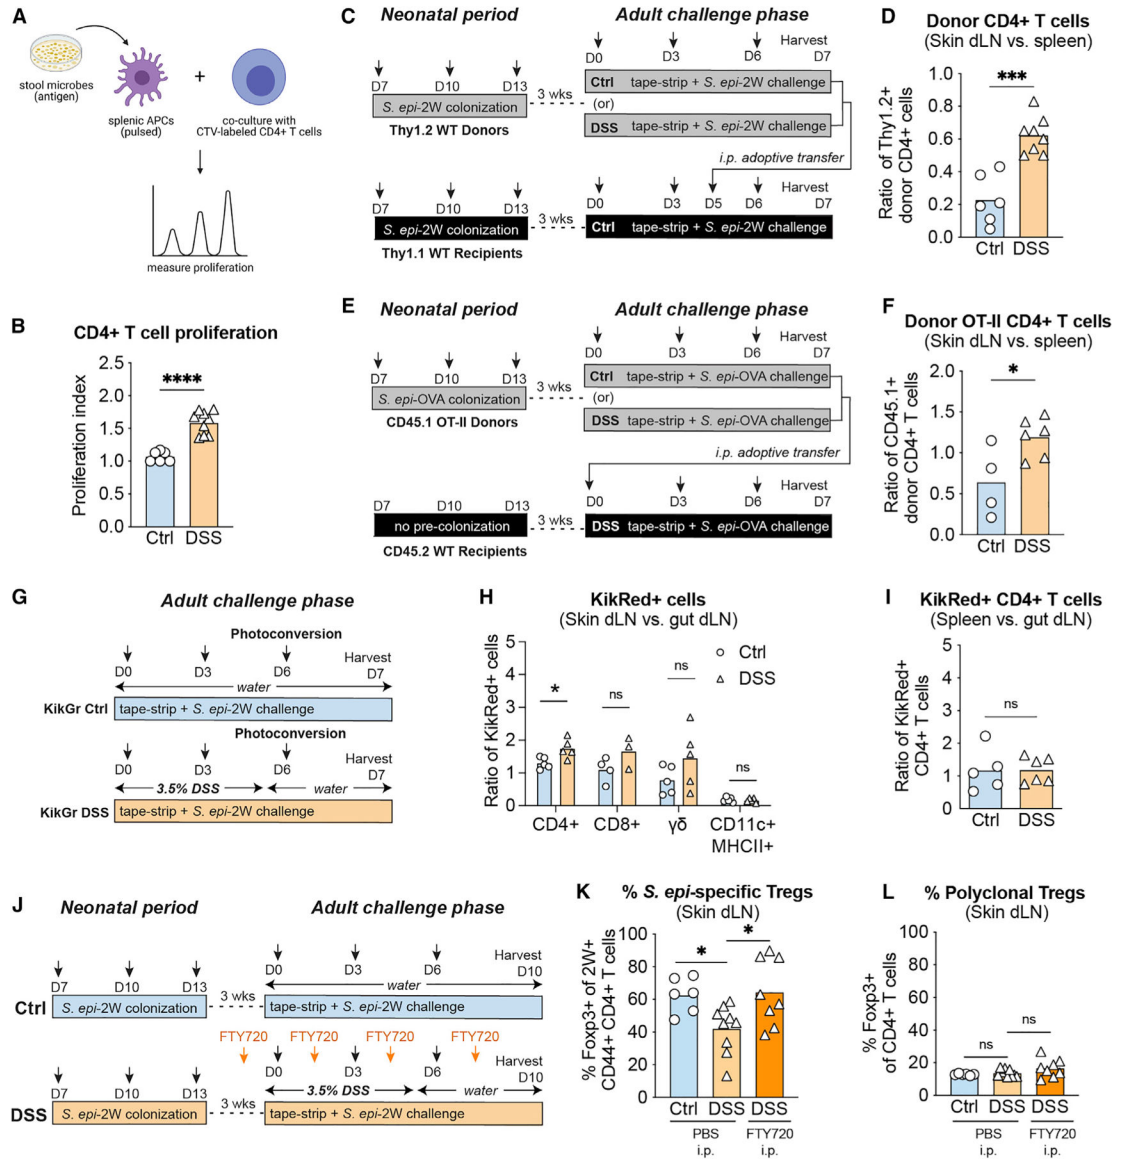 A
stool microbes
(antigen)
+
splenic APCs
(pulsed)
co-culture with
CTV-labeled CD4+ T cells
measure proliferation
B
CD4+ T cell proliferation
Proliferation index
2.5
2.0
1.5
1.0
0.5
0.0
****
Ctrl
DSS
C
Neonatal period
Adult challenge phase
D7
D10
D13
S. epi-2W colonization
Thy1.2 WT Donors
3 wks
D0
D3
D6
Harvest
D7
Ctrl tape-strip + S. epi-2W challenge
(or)
DSS tape-strip + S. epi-2W challenge
i.p. adoptive transfer
D7
D10
D13
S. epi-2W colonization
Thy1.1 WT Recipients
3 wks
D0
D3
D5
D6
Harvest
D7
Ctrl tape-strip + S. epi-2W challenge
D
Donor CD4+ T cells
(Skin dLN vs. spleen)
Ratio of Thy1.2+
donor CD4+ cells
1.0
0.8
0.6
0.4
0.2
0.0
***
Ctrl
DSS
E
Neonatal period
Adult challenge phase
D7
D10
D13
S. epi-OVA colonization
CD45.1 OT-II Donors
3 wks
D0
D3
D6
Harvest
D7
Ctrl tape-strip + S. epi-OVA challenge
(or)
DSS tape-strip + S. epi-OVA challenge
i.p. adoptive transfer
D7
D10
D13
no pre-colonization
CD45.2 WT Recipients
3 wks
D0
D3
D6
Harvest
D7
DSS tape-strip + S. epi-OVA challenge
F
Donor OT-II CD4+ T cells
(Skin dLN vs. spleen)
Ratio of CD45.1+
donor CD4+ T cells
2.0
1.5
1.0
0.5
0.0
*
Ctrl
DSS
G
Adult challenge phase
Photoconversion
D0
D3
D6
Harvest
D7
water
KikGr Ctrl
tape-strip + S. epi-2W challenge
Photoconversion
D0
D3
D6
Harvest
D7
3.5% DSS
water
KikGr DSS
tape-strip + S. epi-2W challenge
H
KikRed+ cells
(Skin dLN vs. gut dLN)
Ratio of KikRed+ cells
5
4
3
2
1
0
*
ns
ns
ns
Ctrl
DSS
CD4+
CD8+
γδ
CD11c+
MHCII+
I
KikRed+ CD4+ T cells
(Spleen vs. gut dLN)
Ratio of KikRed+
CD4+ T cells
5
4
3
2
1
0
ns
Ctrl
DSS
J
Neonatal period
Adult challenge phase
D7
D10
D13
Ctrl
S. epi-2W colonization
3 wks
D0
D3
D6
Harvest
D10
water
tape-strip + S. epi-2W challenge
FTY720
FTY720
FTY720
FTY720
D7
D10
D13
DSS
S. epi-2W colonization
3 wks
D0
D3
D6
Harvest
D10
3.5% DSS
water
tape-strip + S. epi-2W challenge
K
% S. epi-specific Tregs
(Skin dLN)
% Foxp3+ of 2W+
CD44+ CD4+ T cells
100
80
60
40
20
0
*
*
Ctrl
DSS
DSS
PBS
i.p.
FTY720
i.p.
L
% Polyclonal Tregs
(Skin dLN)
% Foxp3+
of CD4+ T cells
100
80
60
40
20
0
ns
ns
Ctrl
DSS
DSS
PBS
i.p.
FTY720
i.p.